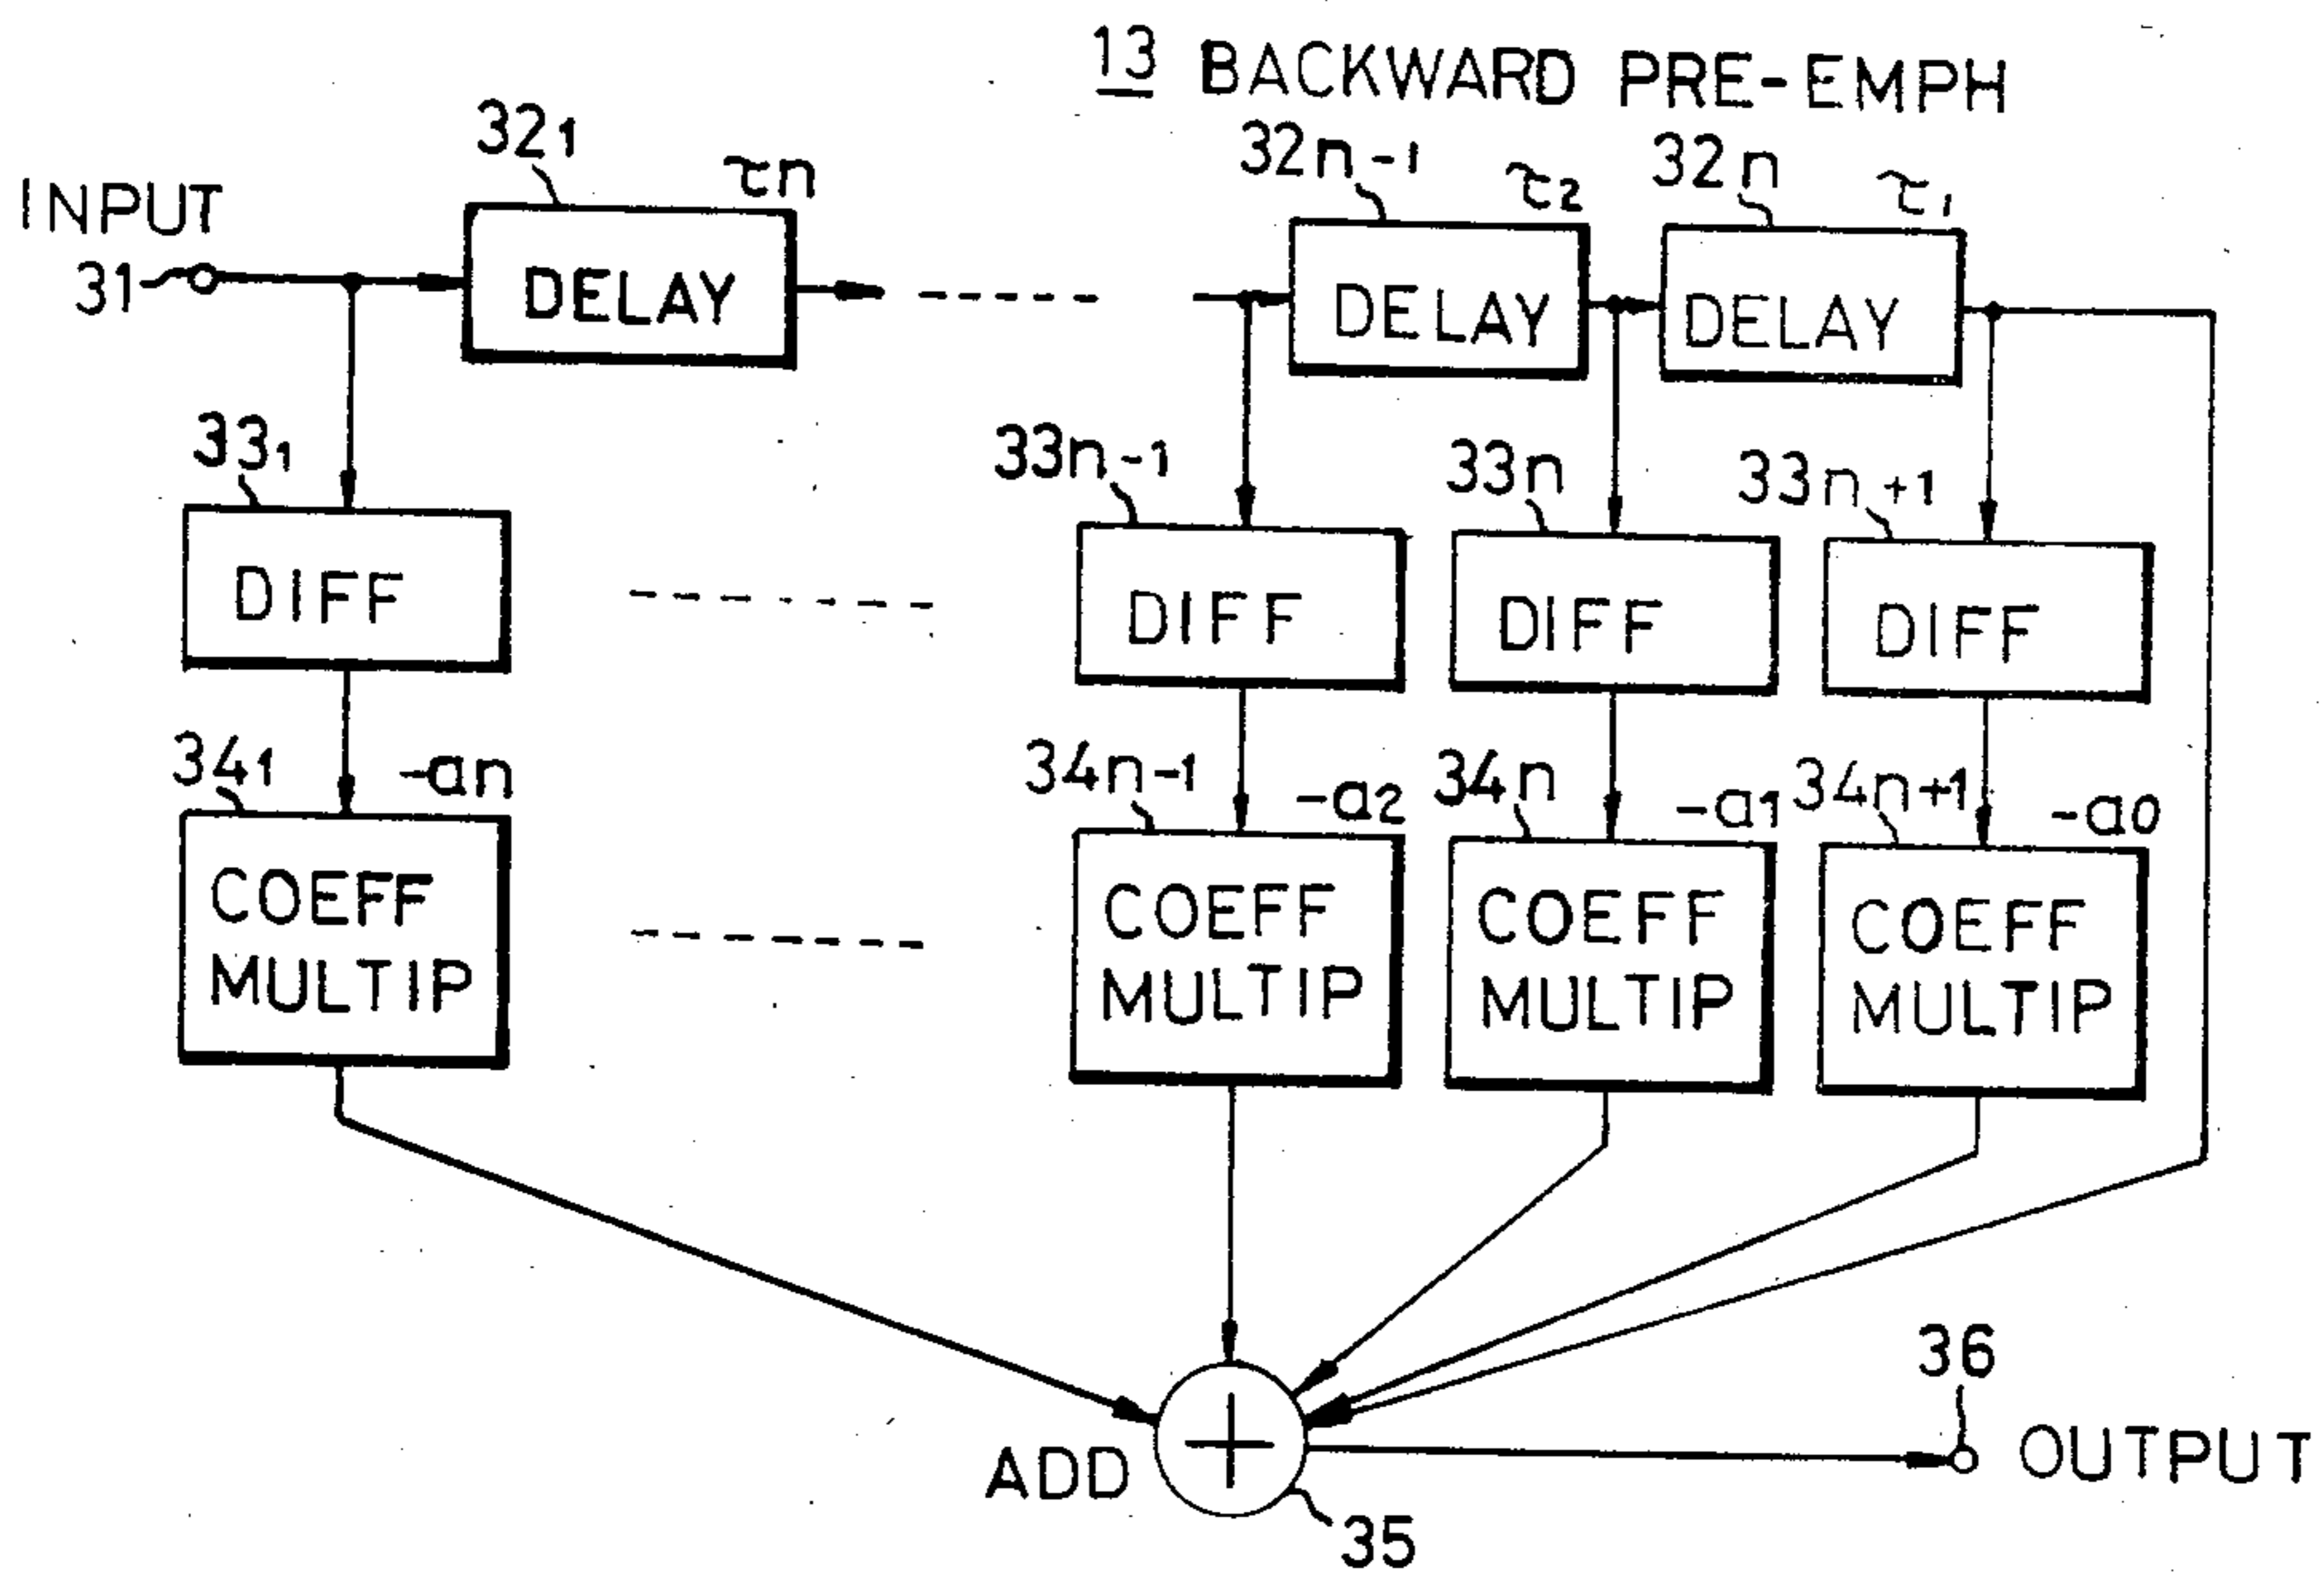 13 BACKWARD PRE-EMPH
321 τn 32n-1 τ2 32n τ1
INPUT
31
DELAY DELAY DELAY
331 33n-1 33n 33n+1
DIFF DIFF DIFF DIFF
341 -an 34n-1 -a2 34n -a1 34n+1 -a0
COEFF MULTIP
COEFF MULTIP
COEFF MULTIP
COEFF MULTIP
36
ADD OUTPUT
35